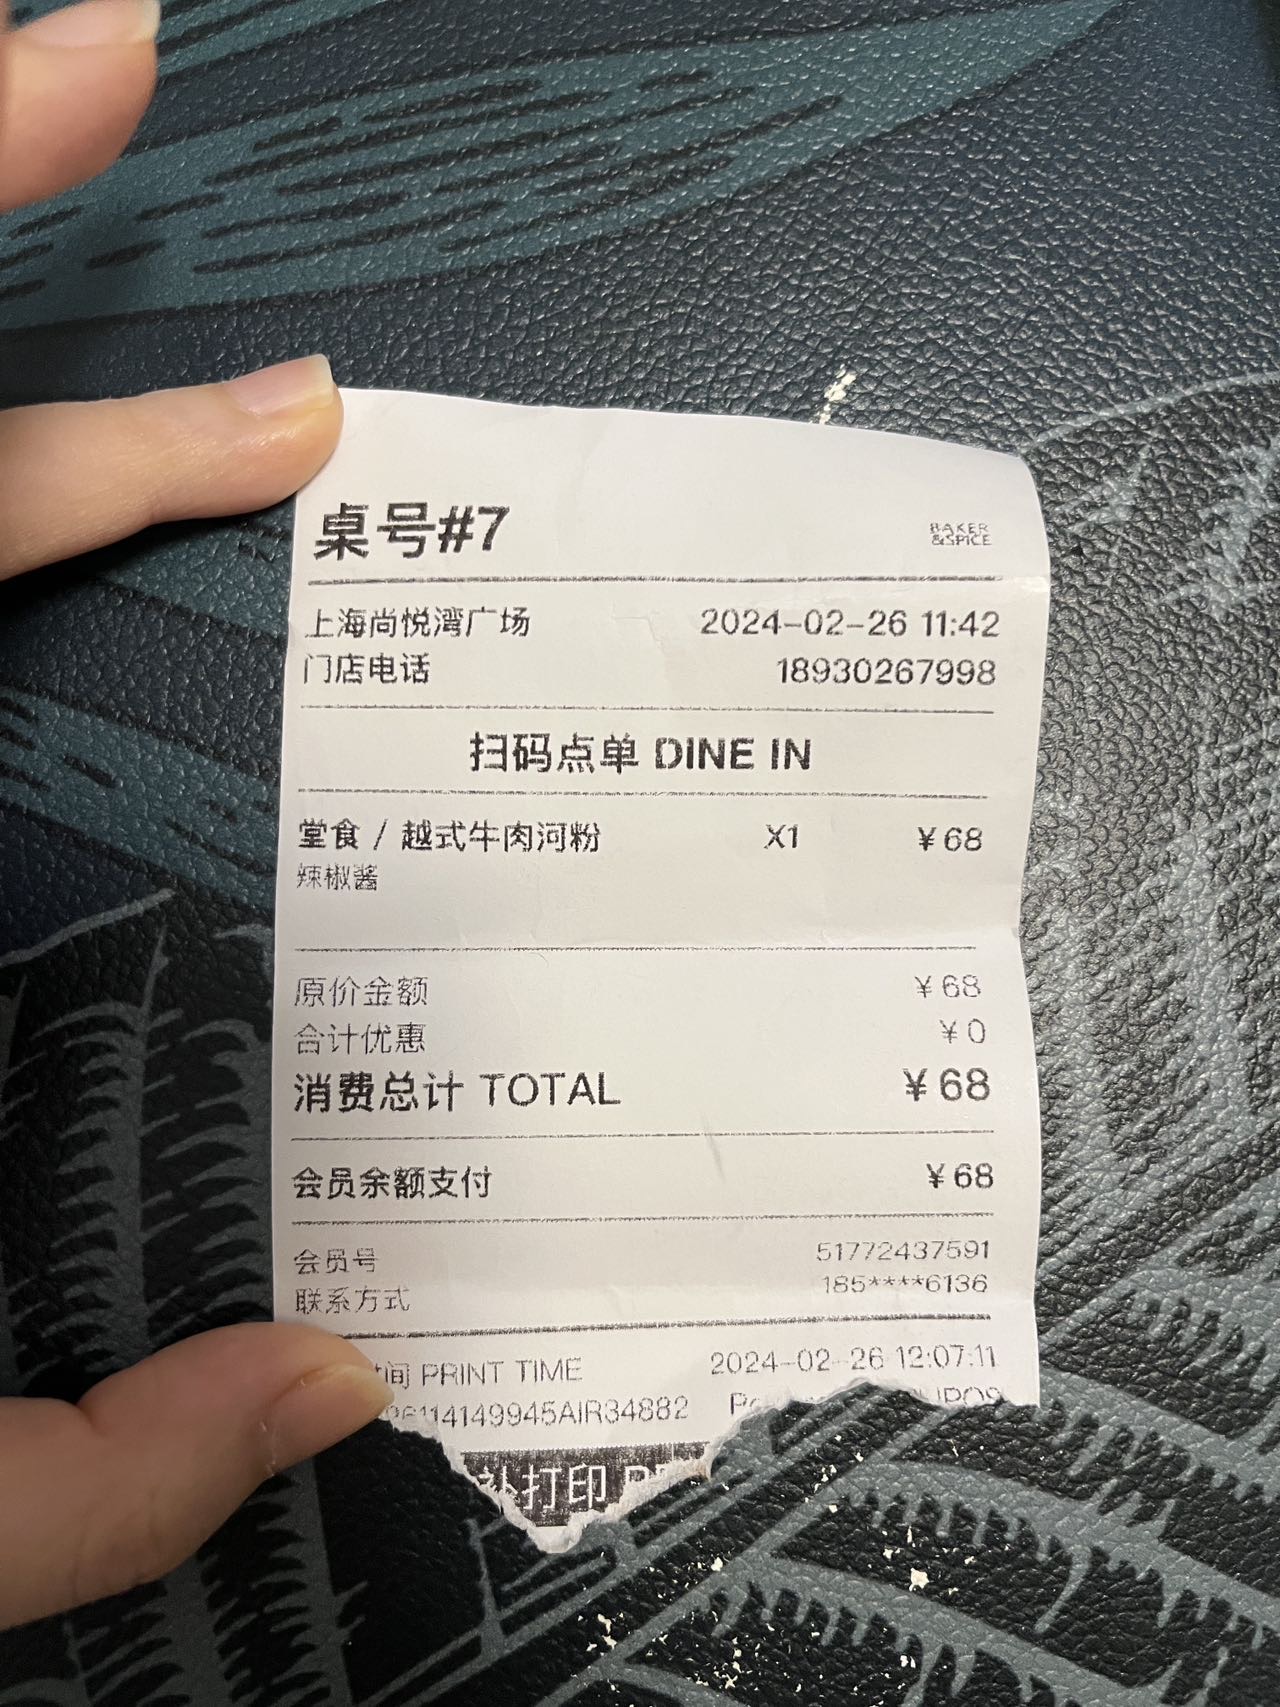 桌号#7
BAKER
&SPICE
上海尚悦湾广场 2024-02-26 11:42
门店电话 18930267998
扫码点单 DINE IN
堂食 / 越式牛肉河粉 X1 ¥68
辣椒酱
原价金额 ¥68
合计优惠 ¥0
消费总计 TOTAL ¥68
会员余额支付 ¥68
会员号 51772437591
联系方式 185****6136
间 PRINT TIME 2024-02-26 12:07:11
6114149945AIR34882
补打印